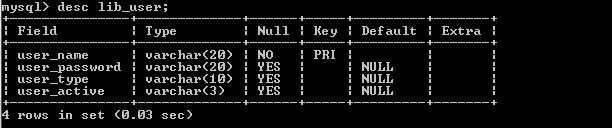 mysql> desc lib_user;
+---------------+-------------+------+-----+---------+-------+
| Field         | Type        | Null | Key | Default | Extra |
+---------------+-------------+------+-----+---------+-------+
| user_name     | varchar(20) | NO   | PRI |         |       |
| user_password | varchar(20) | YES  |     | NULL    |       |
| user_type     | varchar(10) | YES  |     | NULL    |       |
| user_active   | varchar(3)  | YES  |     | NULL    |       |
+---------------+-------------+------+-----+---------+-------+
4 rows in set (0.03 sec)